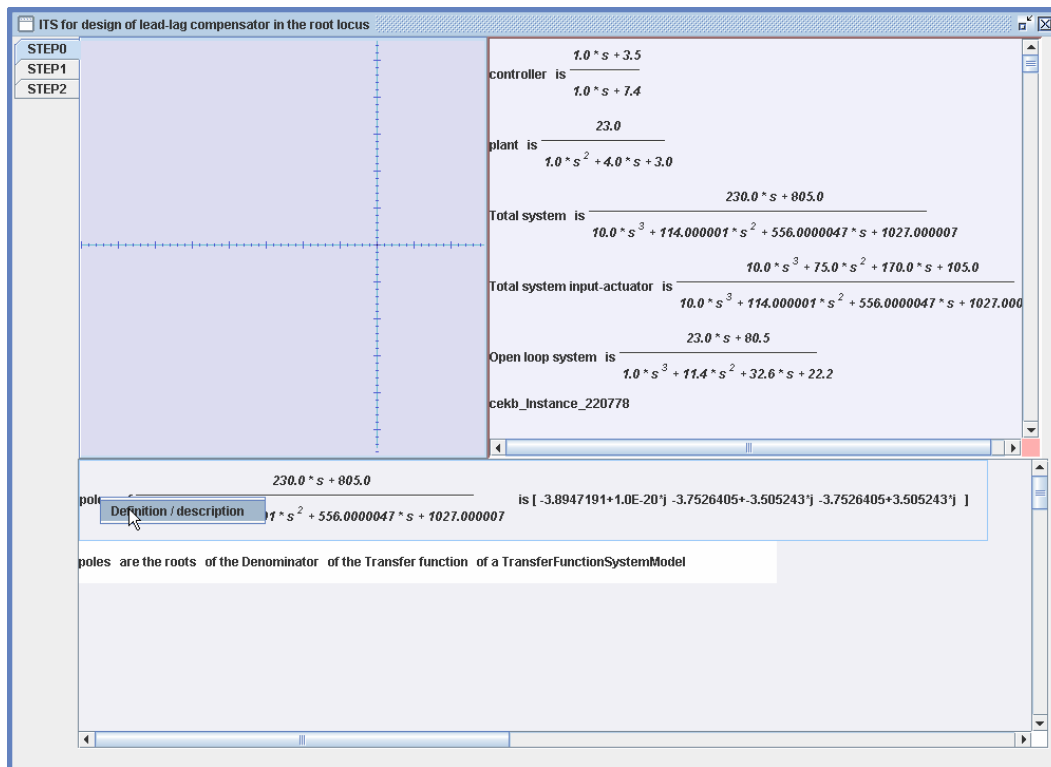 ITS for design of lead-lag compensator in the root locus
STEP0
STEP1
STEP2
1.0 * s + 3.5
controller is
1.0 * s + 7.4
23.0
plant is
1.0 * s 2 + 4.0 * s + 3.0
230.0 * s + 805.0
Total system is
10.0 * s 3 + 114.000001 * s 2 + 556.0000047 * s + 1027.000007
10.0 * s 3 + 75.0 * s 2 + 170.0 * s + 105.0
Total system input-actuator is
10.0 * s 3 + 114.000001 * s 2 + 556.0000047 * s + 1027.000
23.0 * s + 80.5
Open loop system is
1.0 * s 3 + 11.4 * s 2 + 32.6 * s + 22.2
cekb_Instance_220778
230.0 * s + 805.0
is [ -3.8947191+1.0E-20*j -3.7526405+-3.505243*j -3.7526405+3.505243*j ]
Definition / description
1 * s 2 + 556.0000047 * s + 1027.000007
poles are the roots of the Denominator of the Transfer function of a TransferFunctionSystemModel